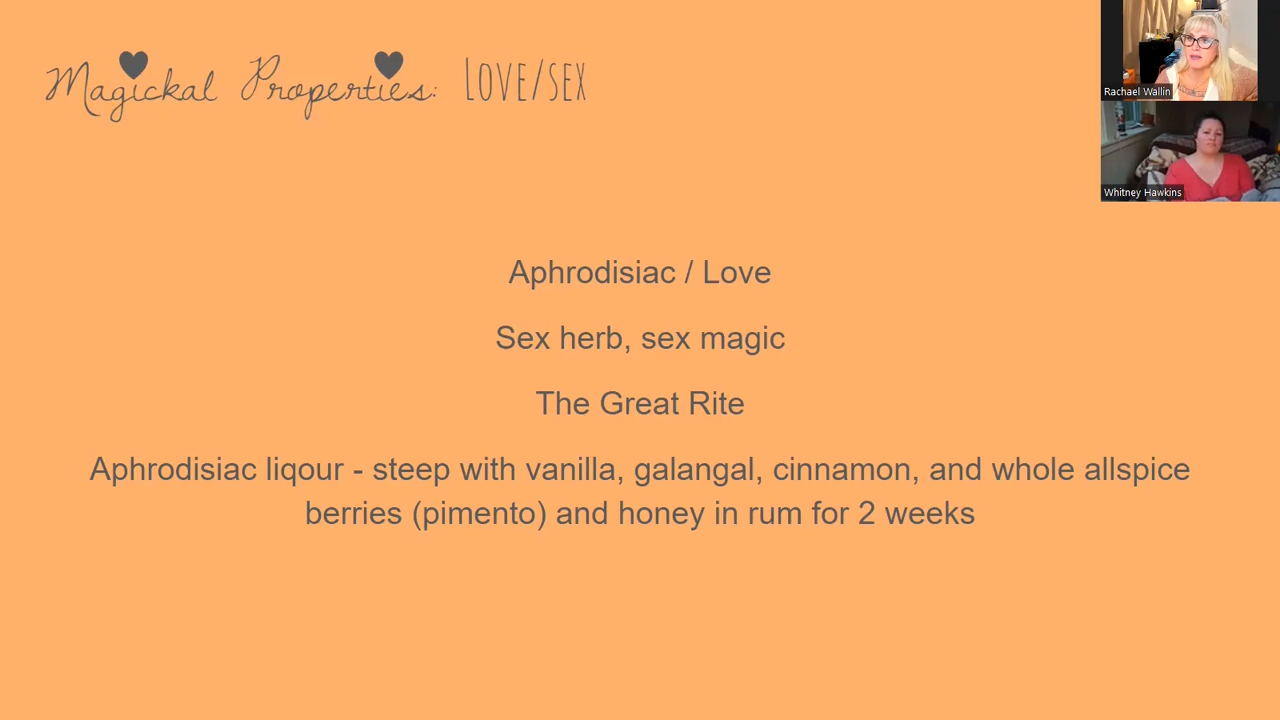 Magickal Properties: LOVE/SEX
Rachael Wallin
Whitney Hawkins
Aphrodisiac / Love
Sex herb, sex magic
The Great Rite
Aphrodisiac liqour - steep with vanilla, galangal, cinnamon, and whole allspice
berries (pimento) and honey in rum for 2 weeks